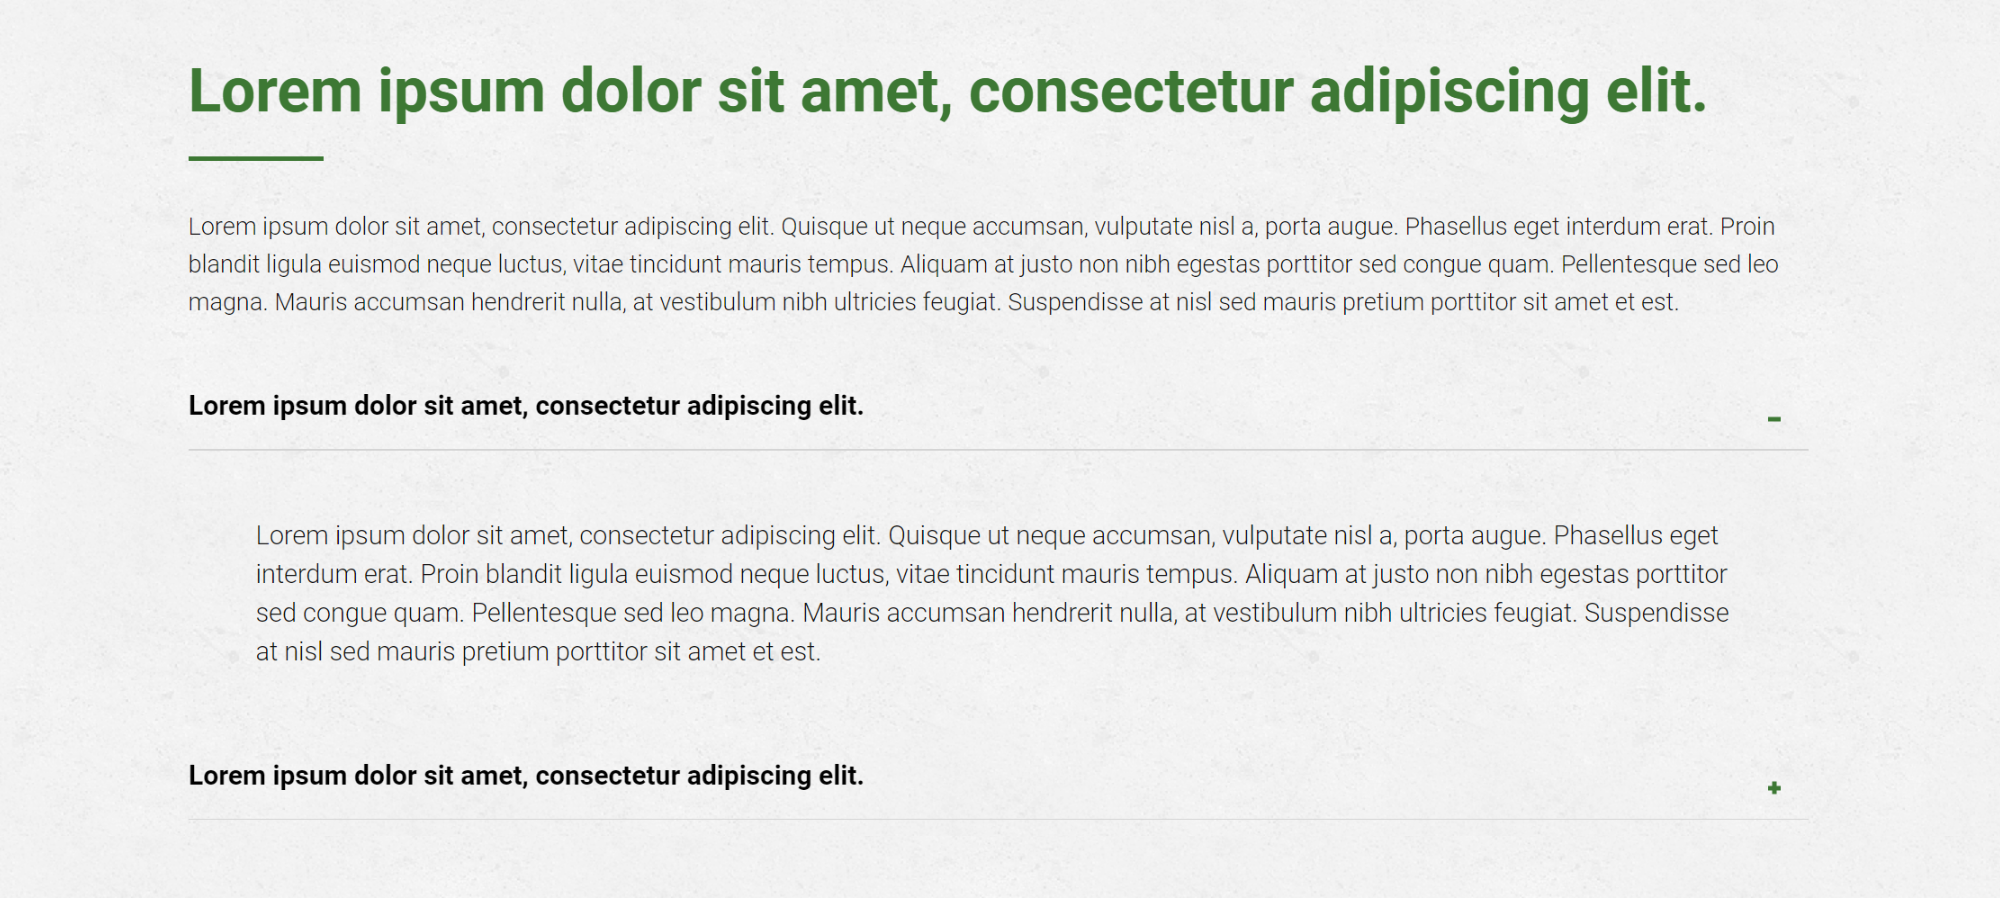 Lorem ipsum dolor sit amet, consectetur adipiscing elit.
Lorem ipsum dolor sit amet, consectetur adipiscing elit. Quisque ut neque accumsan, vulputate nisl a, porta augue. Phasellus eget interdum erat. Proin
blandit ligula euismod neque luctus, vitae tincidunt mauris tempus. Aliquam at justo non nibh egestas porttitor sed congue quam. Pellentesque sed leo
magna. Mauris accumsan hendrerit nulla, at vestibulum nibh ultricies feugiat. Suspendisse at nisl sed mauris pretium porttitor sit amet et est.
Lorem ipsum dolor sit amet, consectetur adipiscing elit.
Lorem ipsum dolor sit amet, consectetur adipiscing elit. Quisque ut neque accumsan, vulputate nisl a, porta augue. Phasellus eget
interdum erat. Proin blandit ligula euismod neque luctus, vitae tincidunt mauris tempus. Aliquam at justo non nibh egestas porttitor
sed congue quam. Pellentesque sed leo magna. Mauris accumsan hendrerit nulla, at vestibulum nibh ultricies feugiat. Suspendisse
at nisl sed mauris pretium porttitor sit amet et est.
Lorem ipsum dolor sit amet, consectetur adipiscing elit.